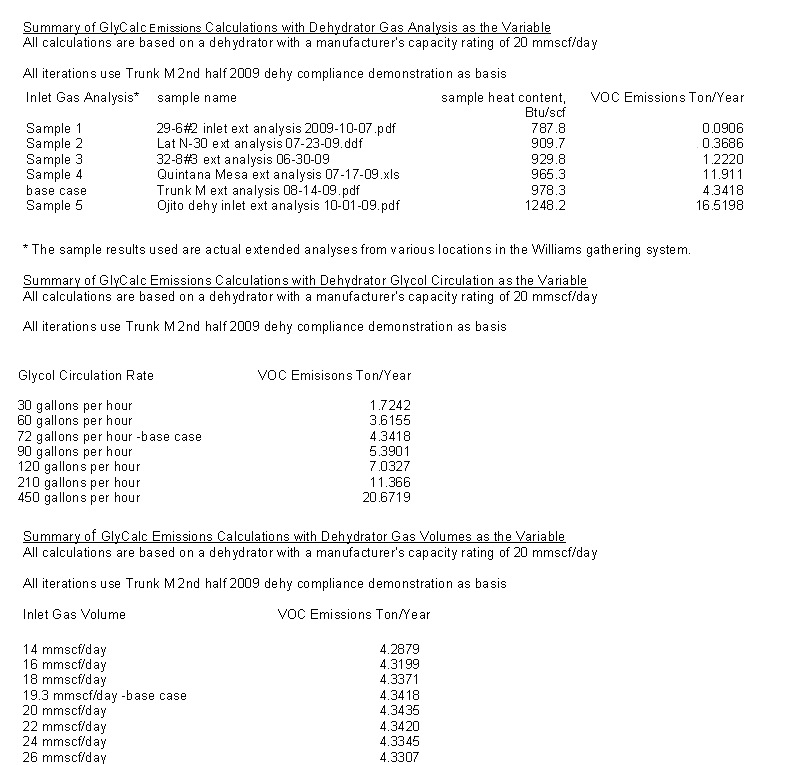 Summary of GlyCalc Emissions Calculations with Dehydrator Gas Analysis as the Variable
All calculations are based on a dehydrator with a manufacturer's capacity rating of 20 mmscf/day
All iterations use Trunk M 2nd half 2009 dehy compliance demonstration as basis
Inlet Gas Analysis* sample name sample heat content, VOC Emissions Ton/Year
Btu/scf
Sample 1 29-6#2 inlet ext analysis 2009-10-07.pdf 787.8 0.0906
Sample 2 Lat N-30 ext analysis 07-23-09.ddf 909.7 0.3686
Sample 3 32-8#3 ext analysis 06-30-09 929.8 1.2220
Sample 4 Quintana Mesa ext analysis 07-17-09.xls 965.3 11.911
base case Trunk M ext analysis 08-14-09.pdf 978.3 4.3418
Sample 5 Ojito dehy inlet ext analysis 10-01-09.pdf 1248.2 16.5198
* The sample results used are actual extended analyses from various locations in the Williams gathering system.
Summary of GlyCalc Emissions Calculations with Dehydrator Glycol Circulation as the Variable
All calculations are based on a dehydrator with a manufacturer's capacity rating of 20 mmscf/day
All iterations use Trunk M 2nd half 2009 dehy compliance demonstration as basis
Glycol Circulation Rate VOC Emisisons Ton/Year
30 gallons per hour 1.7242
60 gallons per hour 3.6155
72 gallons per hour -base case 4.3418
90 gallons per hour 5.3901
120 gallons per hour 7.0327
210 gallons per hour 11.366
450 gallons per hour 20.6719
Summary of GlyCalc Emissions Calculations with Dehydrator Gas Volumes as the Variable
All calculations are based on a dehydrator with a manufacturer's capacity rating of 20 mmscf/day
All iterations use Trunk M 2nd half 2009 dehy compliance demonstration as basis
Inlet Gas Volume VOC Emissions Ton/Year
14 mmscf/day 4.2879
16 mmscf/day 4.3199
18 mmscf/day 4.3371
19.3 mmscf/day -base case 4.3418
20 mmscf/day 4.3435
22 mmscf/day 4.3420
24 mmscf/day 4.3345
26 mmscf/day 4.3307